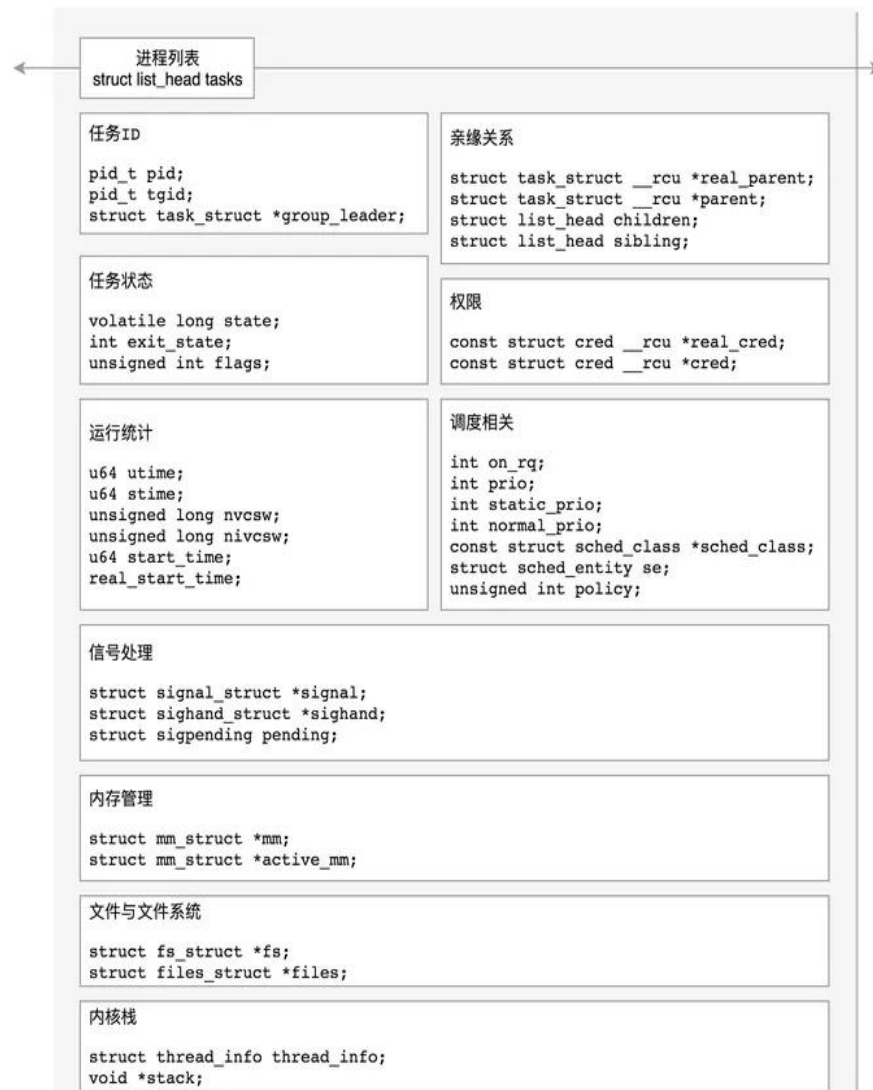 进程列表
struct list_head tasks
任务ID
pid_t pid;
pid_t tgid;
struct task_struct *group_leader;
亲缘关系
struct task_struct __rcu *real_parent;
struct task_struct __rcu *parent;
struct list_head children;
struct list_head sibling;
任务状态
volatile long state;
int exit_state;
unsigned int flags;
权限
const struct cred __rcu *real_cred;
const struct cred __rcu *cred;
运行统计
u64 utime;
u64 stime;
unsigned long nvcsw;
unsigned long nivcsw;
u64 start_time;
real_start_time;
调度相关
int on_rq;
int prio;
int static_prio;
int normal_prio;
const struct sched_class *sched_class;
struct sched_entity se;
unsigned int policy;
信号处理
struct signal_struct *signal;
struct sighand_struct *sighand;
struct sigpending pending;
内存管理
struct mm_struct *mm;
struct mm_struct *active_mm;
文件与文件系统
struct fs_struct *fs;
struct files_struct *files;
内核栈
struct thread_info thread_info;
void *stack;